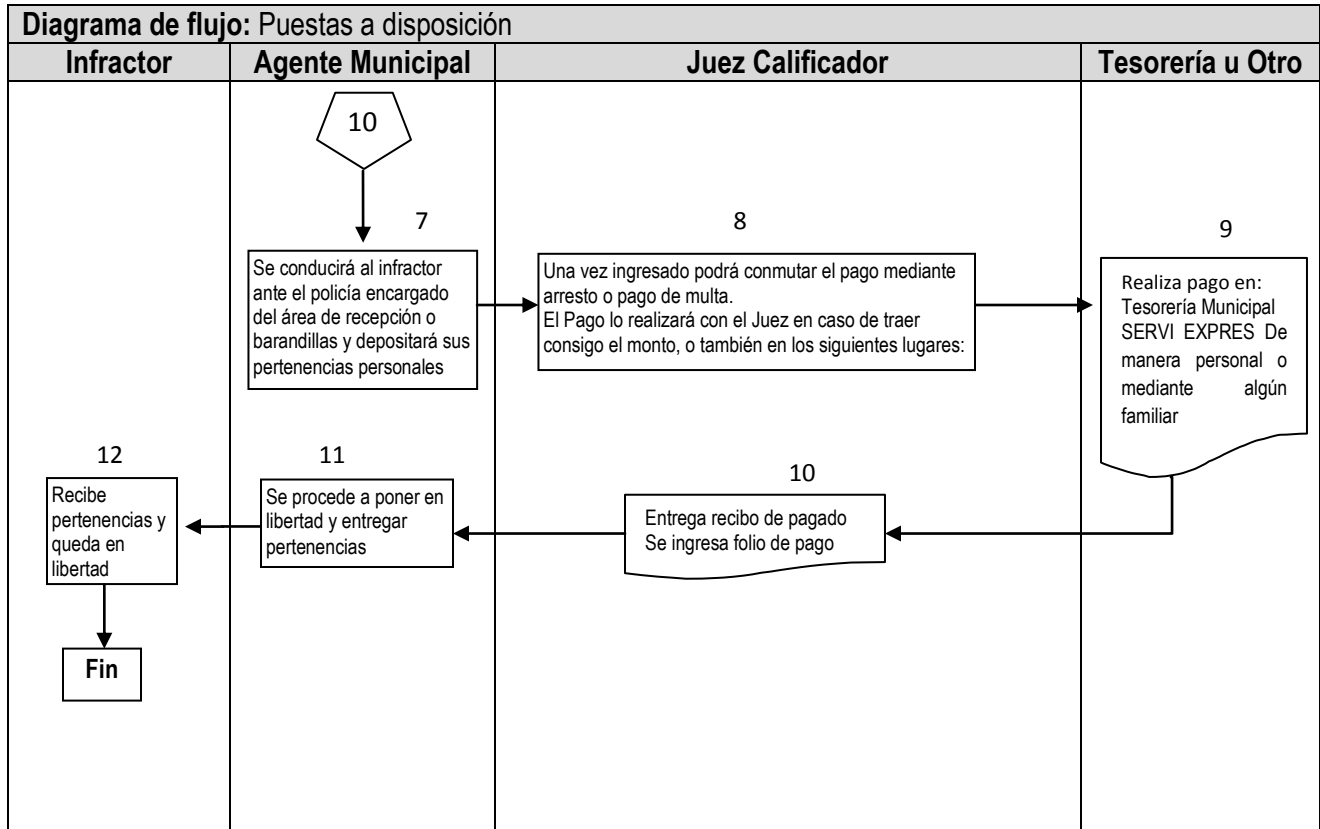 Diagrama de flujo: Puestas a disposición
Infractor
Agente Municipal
Juez Calificador
Tesorería u Otro
10
7
Se conducirá al infractor
ante el policía encargado
del área de recepción o
barandillas y depositará sus
pertenencias personales
8
Una vez ingresado podrá conmutar el pago mediante
arresto o pago de multa.
El Pago lo realizará con el Juez en caso de traer
consigo el monto, o también en los siguientes lugares:
9
Realiza pago en:
Tesorería Municipal
SERVI EXPRES De
manera personal o
mediante algún
familiar
10
Entrega recibo de pagado
Se ingresa folio de pago
11
Se procede a poner en
libertad y entregar
pertenencias
12
Recibe
pertenencias y
queda en
libertad
Fin